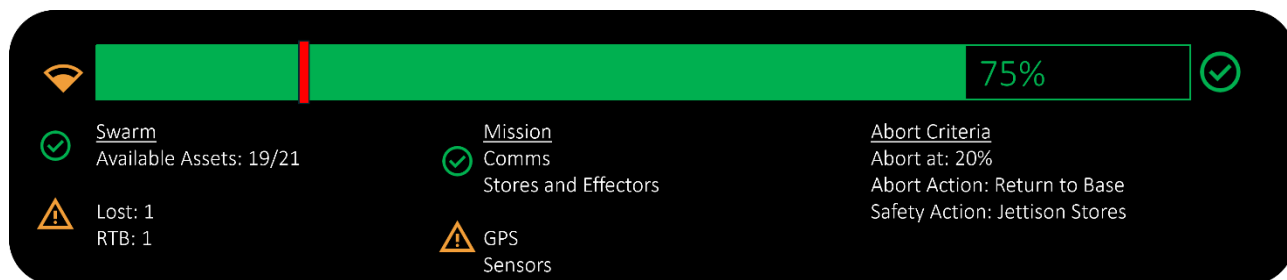 75%
Swarm
Available Assets: 19/21
Lost: 1
RTB: 1
Mission
Comms
Stores and Effectors
GPS
Sensors
Abort Criteria
Abort at: 20%
Abort Action: Return to Base
Safety Action: Jettison Stores